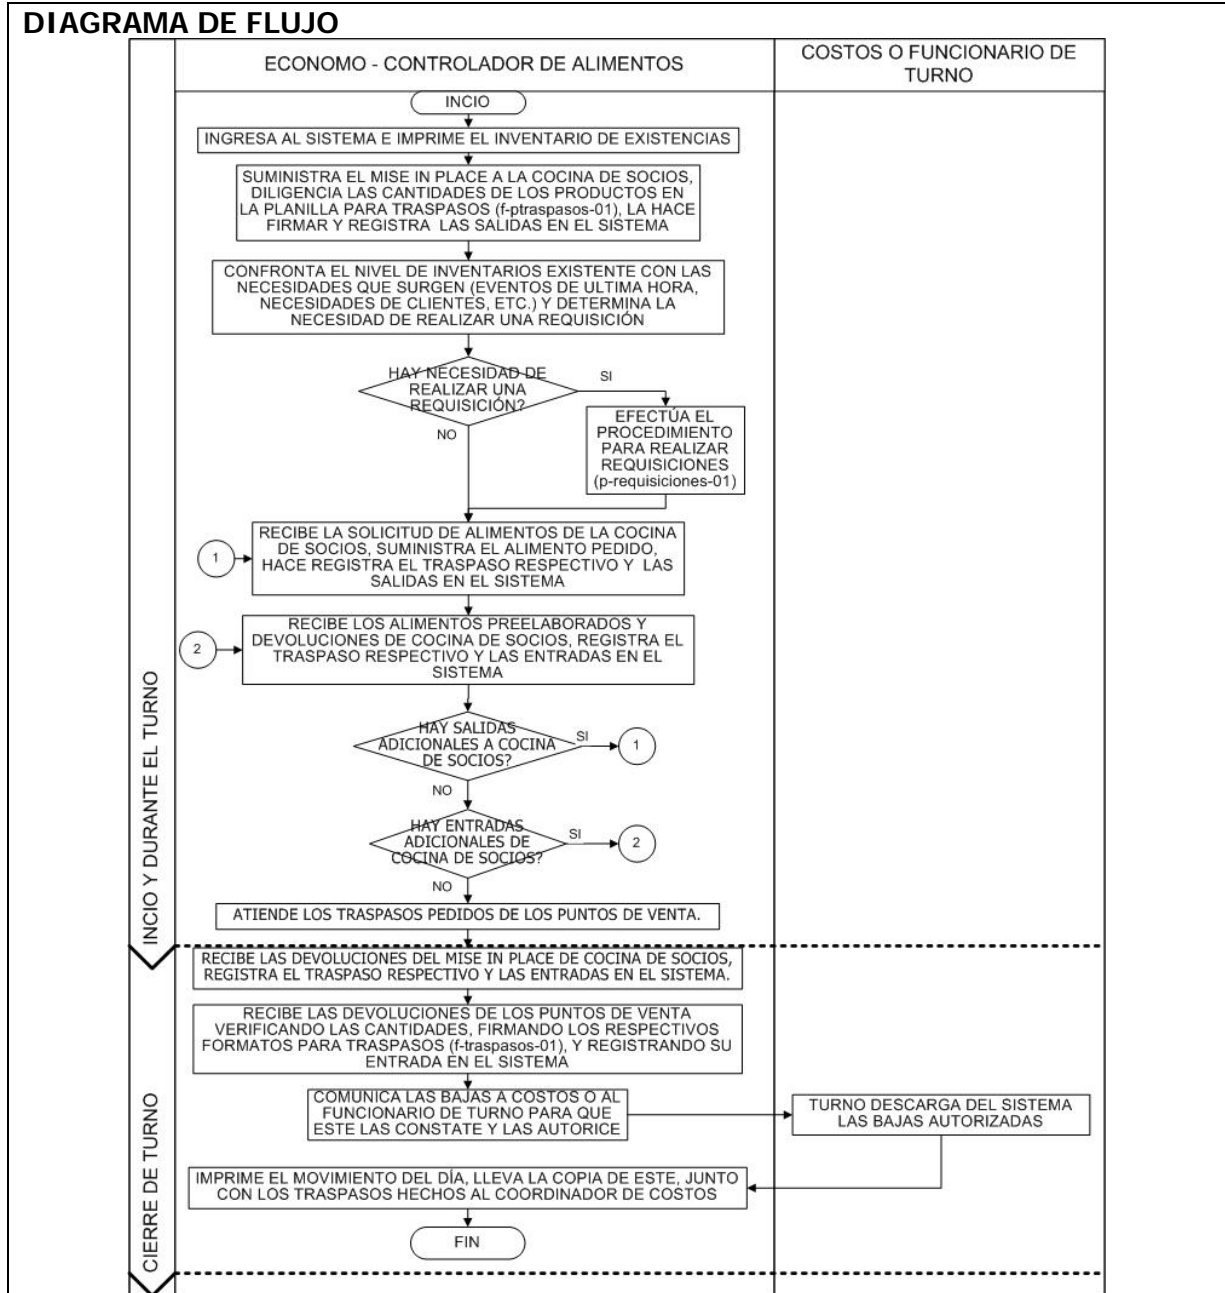 DIAGRAMA DE FLUJO
ECONOMO - CONTROLADOR DE ALIMENTOS
COSTOS O FUNCIONARIO DE
TURNO
INCIO
INGRESA AL SISTEMA E IMPRIME EL INVENTARIO DE EXISTENCIAS
SUMINISTRA EL MISE IN PLACE A LA COCINA DE SOCIOS,
DILIGENCIA LAS CANTIDADES DE LOS PRODUCTOS EN
LA PLANILLA PARA TRASPASOS (f-ptraspasos-01), LA HACE
FIRMAR Y REGISTRA LAS SALIDAS EN EL SISTEMA
CONFRONTA EL NIVEL DE INVENTARIOS EXISTENTE CON LAS
NECESIDADES QUE SURGEN (EVENTOS DE ULTIMA HORA,
NECESIDADES DE CLIENTES, ETC.) Y DETERMINA LA
NECESIDAD DE REALIZAR UNA REQUISICIÓN
HAY NECESIDAD DE
REALIZAR UNA
REQUISICIÓN?
SI
NO
EFECTÚA EL
PROCEDIMIENTO
PARA REALIZAR
REQUISICIONES
(p-requisiciones-01)
RECIBE LA SOLICITUD DE ALIMENTOS DE LA COCINA
DE SOCIOS, SUMINISTRA EL ALIMENTO PEDIDO,
HACE REGISTRA EL TRASPASO RESPECTIVO Y LAS
SALIDAS EN EL SISTEMA
1
RECIBE LOS ALIMENTOS PREELABORADOS Y
DEVOLUCIONES DE COCINA DE SOCIOS, REGISTRA EL
TRASPASO RESPECTIVO Y LAS ENTRADAS EN EL
SISTEMA
2
HAY SALIDAS
ADICIONALES A COCINA
DE SOCIOS?
SI
1
NO
HAY ENTRADAS
ADICIONALES DE
COCINA DE SOCIOS?
SI
2
NO
ATIENDE LOS TRASPASOS PEDIDOS DE LOS PUNTOS DE VENTA.
INCIO Y DURANTE EL TURNO
RECIBE LAS DEVOLUCIONES DEL MISE IN PLACE DE COCINA DE SOCIOS,
REGISTRA EL TRASPASO RESPECTIVO Y LAS ENTRADAS EN EL SISTEMA.
RECIBE LAS DEVOLUCIONES DE LOS PUNTOS DE VENTA
VERIFICANDO LAS CANTIDADES, FIRMANDO LOS RESPECTIVOS
FORMATOS PARA TRASPASOS (f-traspasos-01), Y REGISTRANDO SU
ENTRADA EN EL SISTEMA
COMUNICA LAS BAJAS A COSTOS O AL
FUNCIONARIO DE TURNO PARA QUE
ESTE LAS CONSTATE Y LAS AUTORICE
TURNO DESCARGA DEL SISTEMA
LAS BAJAS AUTORIZADAS
IMPRIME EL MOVIMIENTO DEL DÍA, LLEVA LA COPIA DE ESTE, JUNTO
CON LOS TRASPASOS HECHOS AL COORDINADOR DE COSTOS
FIN
CIERRE DE TURNO